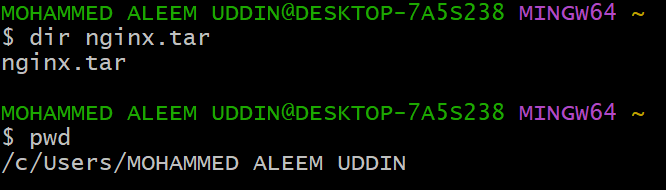 MOHAMMED ALEEM UDDIN@DESKTOP-7A5S238 MINGW64 ~
$ dir nginx.tar
nginx.tar
MOHAMMED ALEEM UDDIN@DESKTOP-7A5S238 MINGW64 ~
$ pwd
/c/Users/MOHAMMED ALEEM UDDIN